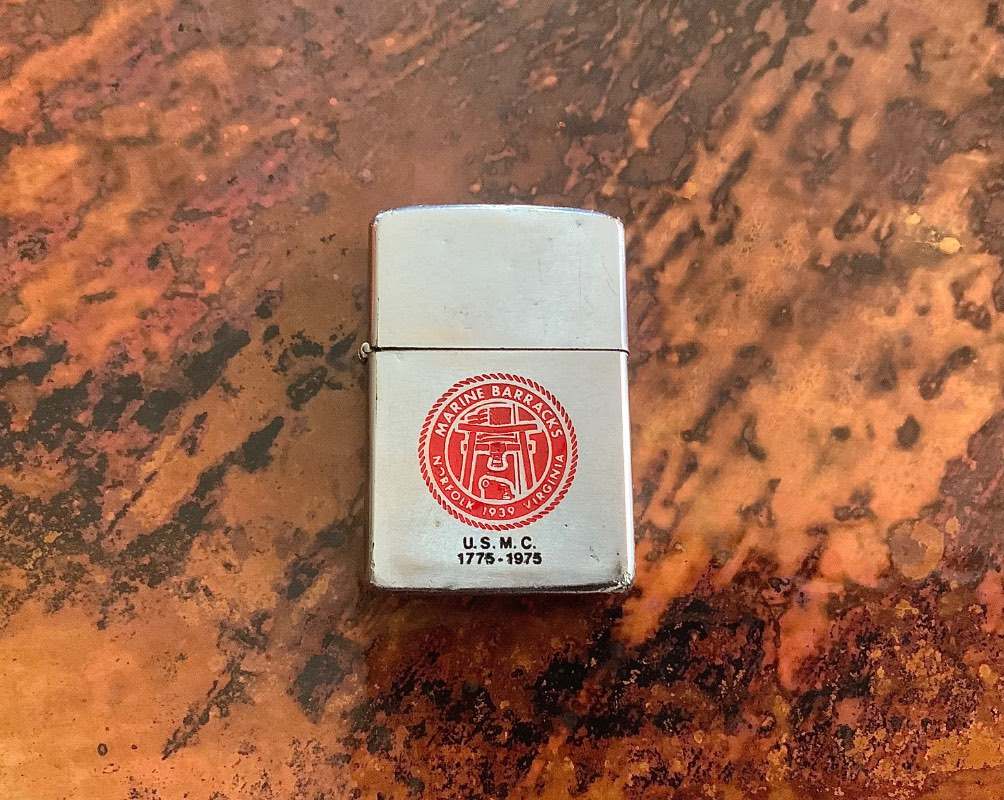 MARINE BARRACKS
NORFOLK 1939 VIRGINIA
U.S.M.C.
1775-1975